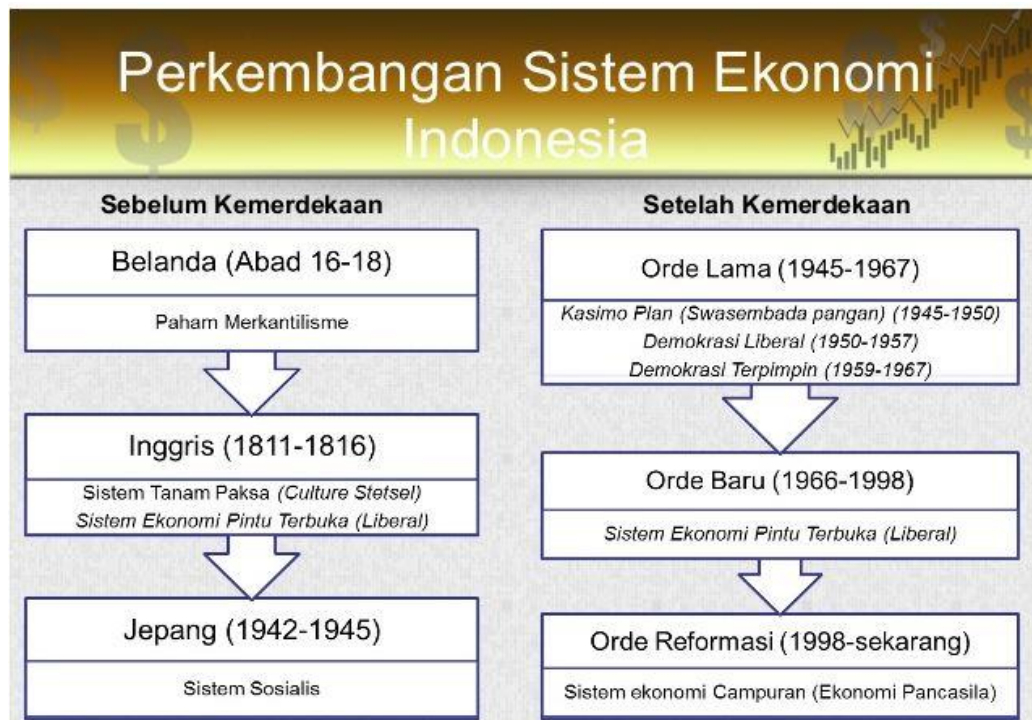 Perkembangan Sistem Ekonomi
Indonesia
Sebelum Kemerdekaan
Belanda (Abad 16-18)
Paham Merkantilisme
Inggris (1811-1816)
Sistem Tanam Paksa (Culture Stetsel)
Sistem Ekonomi Pintu Terbuka (Liberal)
Jepang (1942-1945)
Sistem Sosialis
Setelah Kemerdekaan
Orde Lama (1945-1967)
Kasimo Plan (Swasembada pangan) (1945-1950)
Demokrasi Liberal (1950-1957)
Demokrasi Terpimpin (1959-1967)
Orde Baru (1966-1998)
Sistem Ekonomi Pintu Terbuka (Liberal)
Orde Reformasi (1998-sekarang)
Sistem ekonomi Campuran (Ekonomi Pancasila)